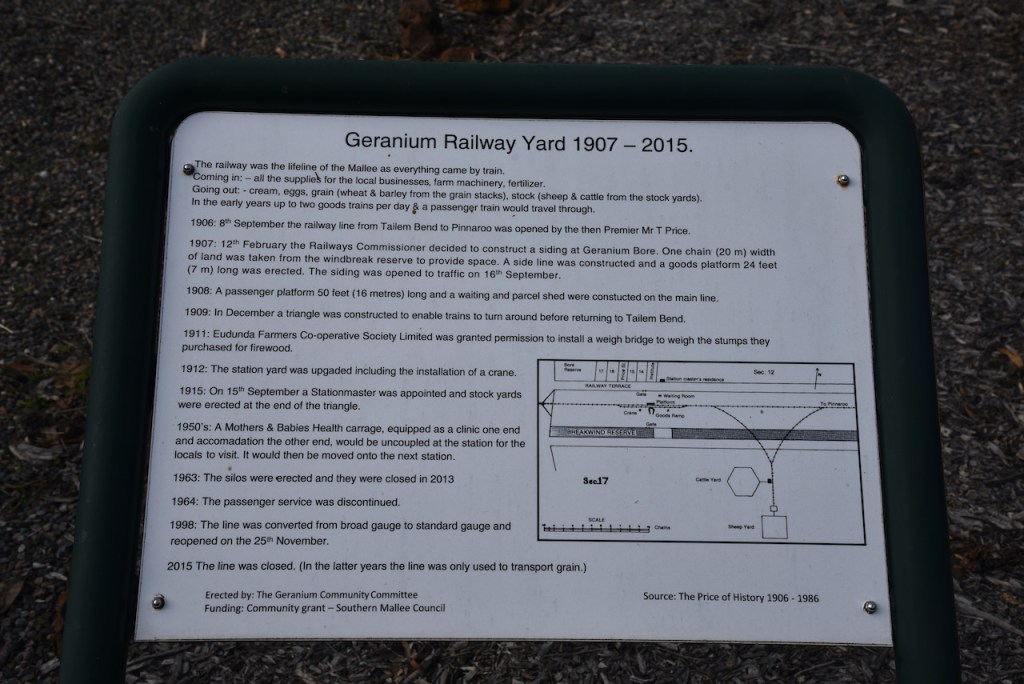 Geranium Railway Yard 1907 – 2015.
The railway was the lifeline of the Mallee as everything came by train.
Coming in: – all the supplies for the local businesses, farm machinery, fertilizer.
Going out: - cream, eggs, grain (wheat & barley from the grain stacks), stock (sheep & cattle from the stock yards).
In the early years up to two goods trains per day & a passenger train would travel through.
1906: 8th September the railway line from Tailem Bend to Pinnaroo was opened by the then Premier Mr T Price.
1907: 12th February the Railways Commissioner decided to construct a siding at Geranium Bore. One chain (20 m) width
of land was taken from the windbreak reserve to provide space. A side line was constructed and a goods platform 24 feet
(7 m) long was erected. The siding was opened to traffic on 16th September.
1908: A passenger platform 50 feet (16 metres) long and a waiting and parcel shed were constucted on the main line.
1909: In December a triangle was constructed to enable trains to turn around before returning to Tailem Bend.
1911: Eudunda Farmers Co-operative Society Limited was granted permission to install a weigh bridge to weigh the stumps they
purchased for firewood.
1912: The station yard was upgaded including the installation of a crane.
1915: On 15th September a Stationmaster was appointed and stock yards
were erected at the end of the triangle.
1950's: A Mothers & Babies Health carrage, equipped as a clinic one end
and accomadation the other end, would be uncoupled at the station for the
locals to visit. It would then be moved onto the next station.
1963: The silos were erected and they were closed in 2013
1964: The passenger service was discontinued.
1998: The line was converted from broad gauge to standard gauge and
reopened on the 25th November.
2015 The line was closed. (In the latter years the line was only used to transport grain.)
Bore
Reserve
17
16
15
14
Sec. 12
Station master's residence
RAILWAY TERRACE
Gate
Waiting Room
Platform
To Pinnaroo
Crane
Goods Ramp
Gate
BREAKWIND RESERVE
Sec.17
Cattle Yard
Sheep Yard
SCALE
Chains
Erected by: The Geranium Community Committee
Funding: Community grant – Southern Mallee Council
Source: The Price of History 1906 - 1986